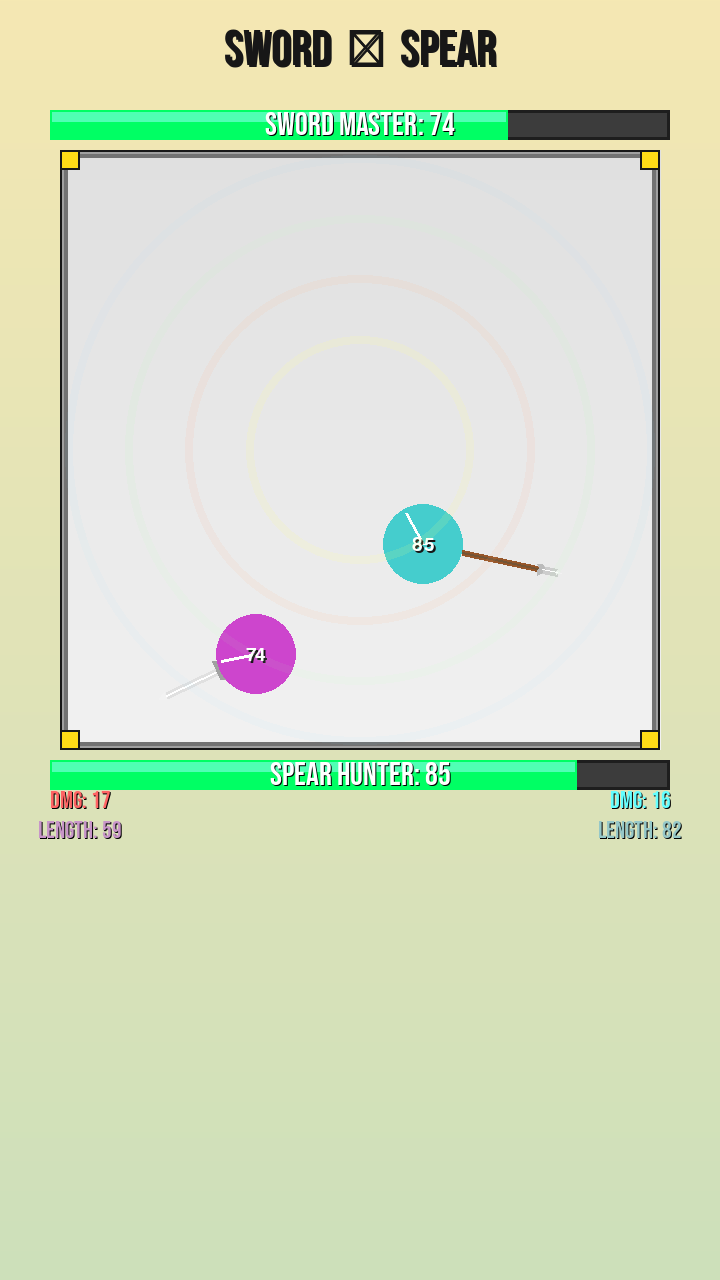 SWORD SPEAR
SWORD MASTER: 74
85
74
SPEAR HUNTER: 85
DMG: 17
DMG: 16
LENGTH: 59
LENGTH: 82